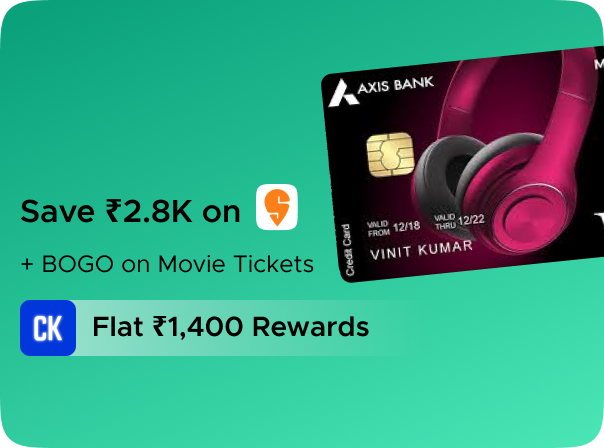 AXIS BANK
M
Save ₹2.8K on
VALID FROM 12/18 VALID THRU 12/22
VINIT KUMAR
Credit Card
+ BOGO on Movie Tickets
CK Flat ₹1,400 Rewards